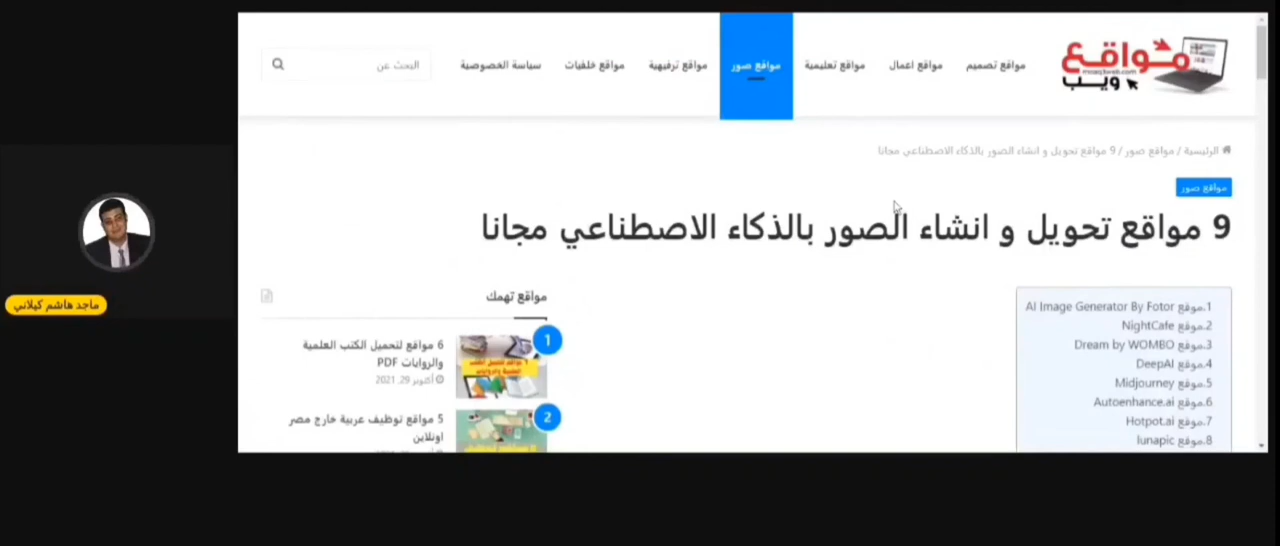 مواقع
moaq3web.com
ويب
مواقع تصميم
مواقع اعمال
مواقع تعليمية
مواقع صور
مواقع ترفيهية
مواقع خلفيات
سياسة الخصوصية
البحث عن
الرئيسية / مواقع صور / 9 مواقع تحويل و انشاء الصور بالذكاء الاصطناعي مجانا
مواقع صور
9 مواقع تحويل و انشاء الصور بالذكاء الاصطناعي مجانا
1.موقع AI Image Generator By Fotor
2.موقع NightCafe
3.موقع Dream by WOMBO
4.موقع DeepAI
5.موقع Midjourney
6.موقع Autoenhance.ai
7.موقع Hotpot.ai
8.موقع lunapic
مواقع تهمك
1
6 مواقع لتحميل الكتب العلمية
والروايات PDF
أكتوبر 29, 2021
2
5 مواقع توظيف عربية خارج مصر
اونلاين
ماجد هاشم كيلاني